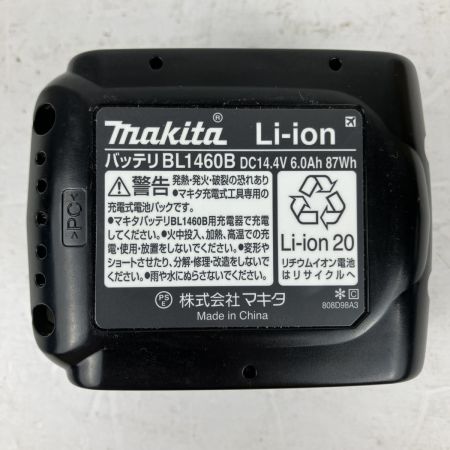 makita® Li-ion
バッテリ BL1460B DC14.4V 6.0Ah 87Wh
警告 発熱・発火・破裂の恐れあり
●マキタ充電式工具専用の
充電式電池パックです。
●マキタバッテリBL1460B用充電器で充電
してください。●火中投入、加熱、高温での充
電・使用・放置をしないでください。●変形や
ショートさせたり、分解・修理・改造をしないで
ください。●雨や水にぬらさないでください。
Li-ion 20
リチウムイオン電池
はリサイクルへ
PS E 株式会社 マキタ
Made in China
✻ C
808D98A3
>PC<